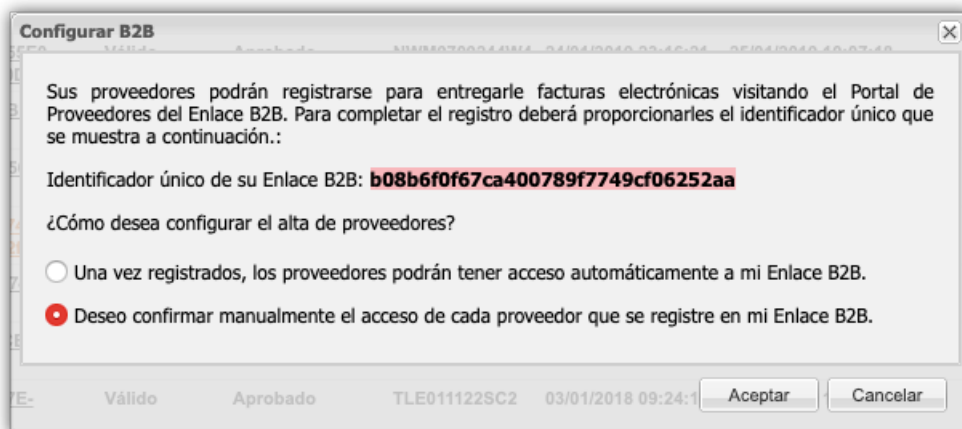 Configurar B2B
Válido Aprobado
Sus proveedores podrán registrarse para entregarle facturas electrónicas visitando el Portal de
Proveedores del Enlace B2B. Para completar el registro deberá proporcionarles el identificador único que
se muestra a continuación.:
Identificador único de su Enlace B2B: b08b6f0f67ca400789f7749cf06252aa
¿Cómo desea configurar el alta de proveedores?
Una vez registrados, los proveedores podrán tener acceso automáticamente a mi Enlace B2B.
Deseo confirmar manualmente el acceso de cada proveedor que se registre en mi Enlace B2B.
7E- Válido Aprobado TLE011122SC2 03/01/2018 09:24:1 Aceptar Cancelar